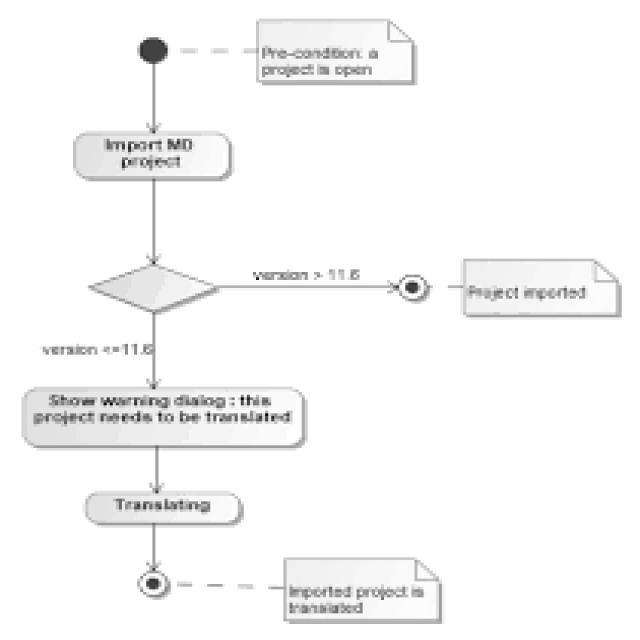 Pre-condition: a
project is open
Import MD
project
version > 11.6
Project imported
version <=11.6
Show warning dialog : this
project needs to be translated
Translating
Imported project is
translated